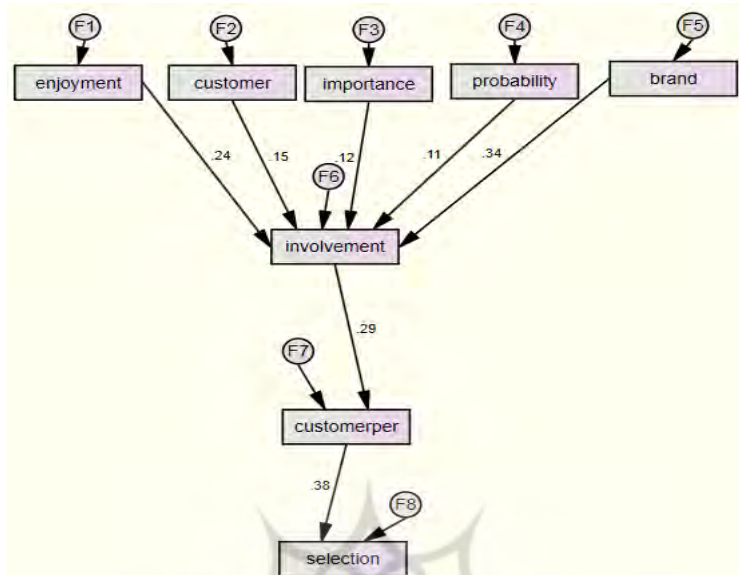 F1 F2 F3 F4 F5
enjoyment customer importance probability brand
.24 .15 .12 .11 .34
F6
involvement
.29
F7
customerper
.38
F8
selection